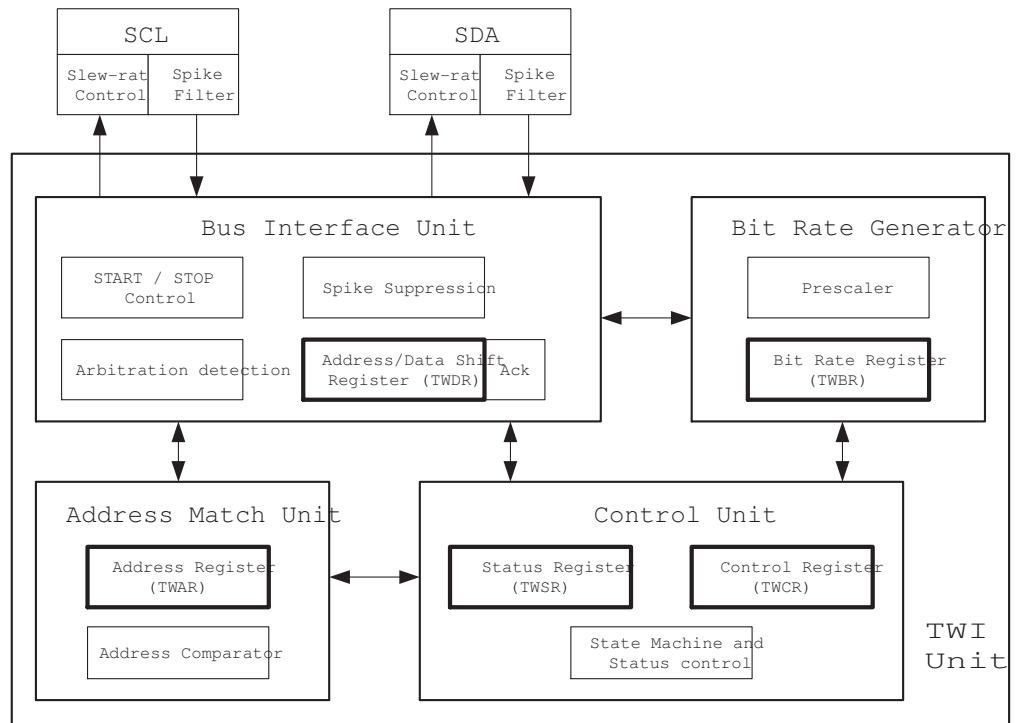 SCL
Slew-rat
Control
Spike
Filter
SDA
Slew-rat
Control
Spike
Filter
Bus Interface Unit
START / STOP
Control
Spike Suppression
Arbitration detection
Address/Data Shift
Register (TWDR)
Ack
Bit Rate Generator
Prescaler
Bit Rate Register
(TWBR)
Address Match Unit
Address Register
(TWAR)
Address Comparator
Control Unit
Status Register
(TWSR)
Control Register
(TWCR)
State Machine and
Status control
TWI
Unit